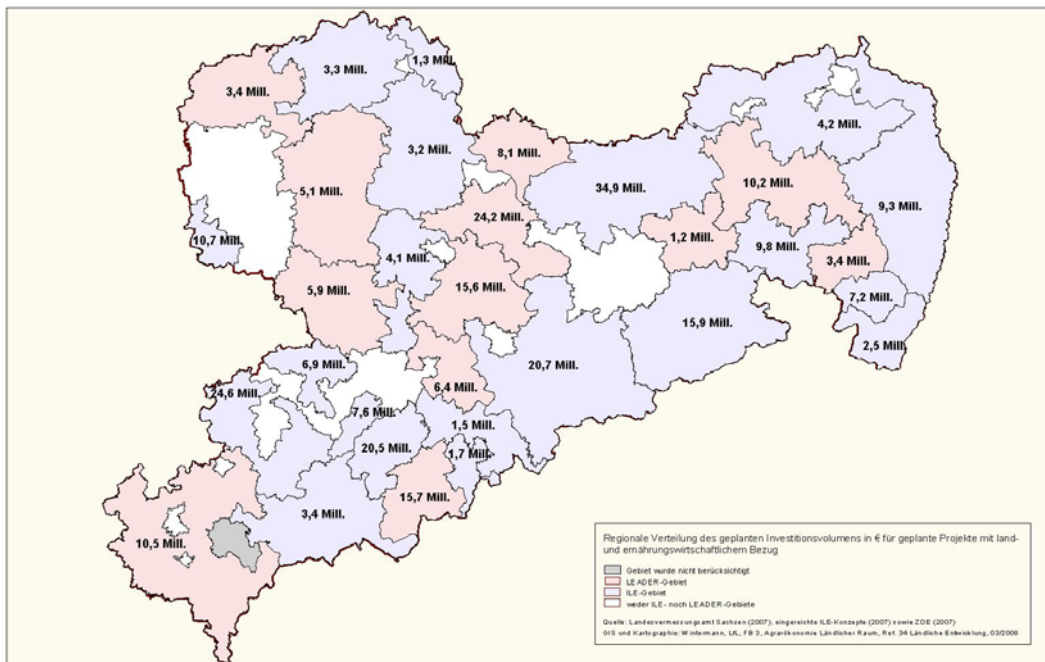 3,3 Mill.
1,3 Mill.
3,4 Mill.
4,2 Mill.
3,2 Mill.
8,1 Mill.
34,9 Mill.
10,2 Mill.
5,1 Mill.
9,3 Mill.
24,2 Mill.
10,7 Mill.
1,2 Mill.
9,8 Mill.
4,1 Mill.
3,4 Mill.
5,9 Mill.
15,6 Mill.
7,2 Mill.
15,9 Mill.
2,5 Mill.
6,9 Mill.
20,7 Mill.
24,6 Mill.
6,4 Mill.
7,6 Mill.
1,5 Mill.
20,5 Mill.
1,7 Mill.
15,7 Mill.
3,4 Mill.
10,5 Mill.
Regionale Verteilung des geplanten Investitionsvolumens in € für geplante Projekte mit land-
und ernährungswirtschaftlichem Bezug
Gebiet wurde nicht berücksichtigt
LEADER-Gebiet
ILE-Gebiet
weder ILE- noch LEADER-Gebiete
Quelle: Landesvermessungsamt Sachsen (2007), eingereichte ILE-Konzepte (2007) sowie ZOE (2007)
GIS und Kartographie: Wintermann, LfL, FB 3, Agrarökonomie Ländlicher Raum, Ref. 34 Ländliche Entwicklung, 03/2008